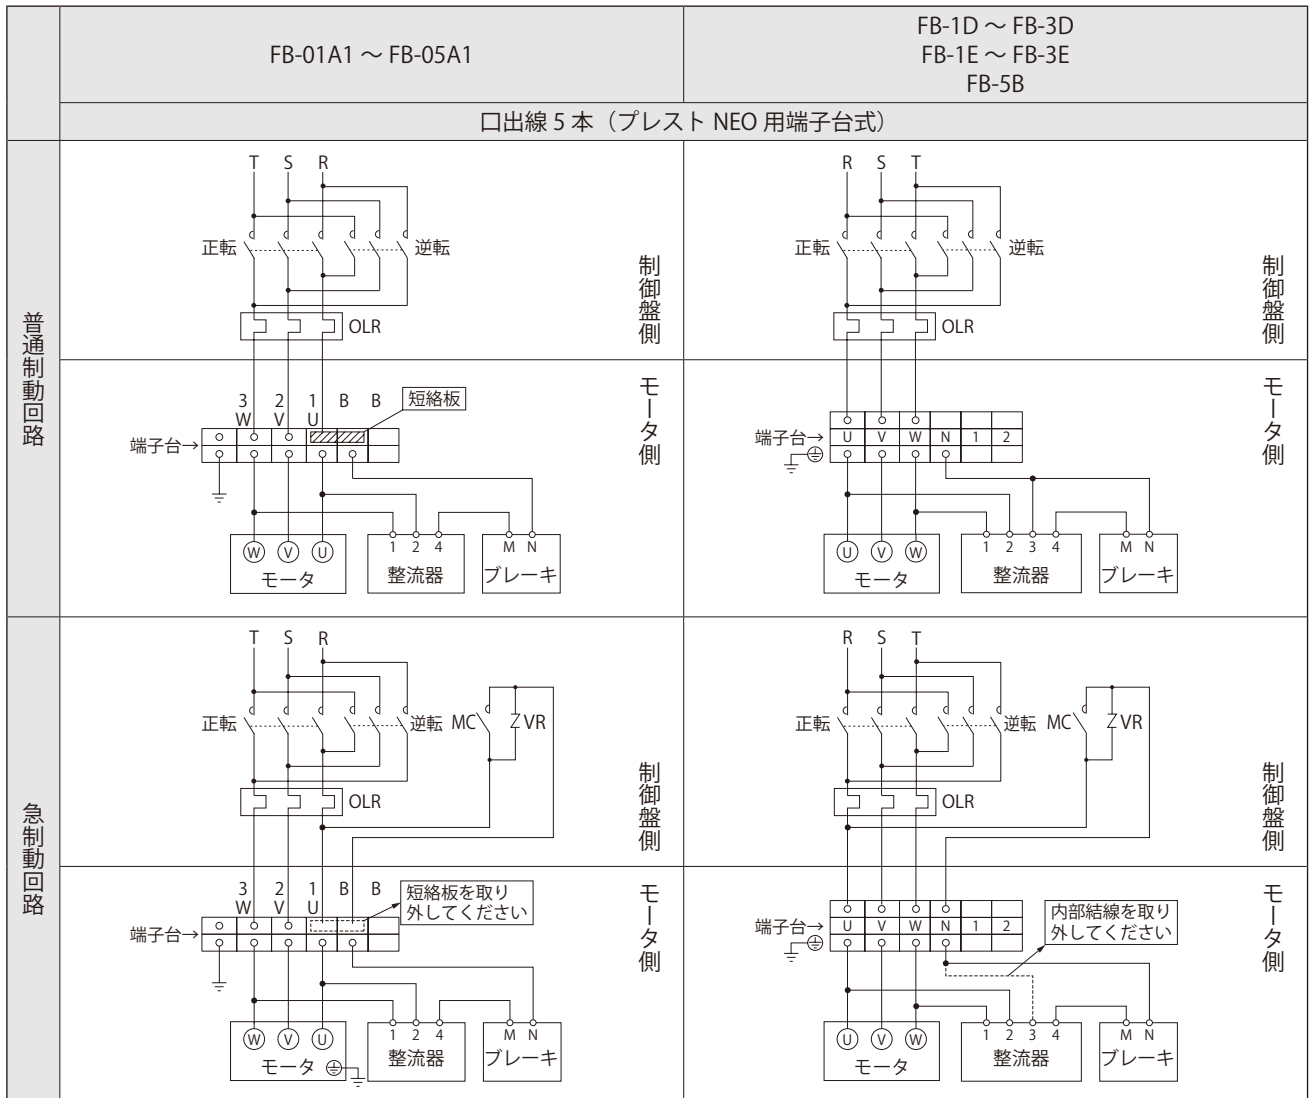 FB-01A1 ～ FB-05A1
FB-1D ～ FB-3D
FB-1E ～ FB-3E
FB-5B
口出線 5 本（プレスト NEO 用端子台式）
普通制動回路
T S R
正転
逆転
OLR
制御盤側
3 2 1 B B
W V U
短絡板
端子台→
モータ側
W V U
モータ
1 2 4
整流器
M N
ブレーキ
R S T
正転
逆転
OLR
制御盤側
端子台→
U V W N 1 2
モータ側
U V W
モータ
1 2 3 4
整流器
M N
ブレーキ
急制動回路
T S R
正転
逆転
MC
VR
OLR
制御盤側
3 2 1 B B
W V U
短絡板を取り
外してください
端子台→
モータ側
W V U
モータ
1 2 4
整流器
M N
ブレーキ
R S T
正転
逆転
MC
VR
OLR
制御盤側
端子台→
U V W N 1 2
内部結線を取り
外してください
モータ側
U V W
モータ
1 2 3 4
整流器
M N
ブレーキ